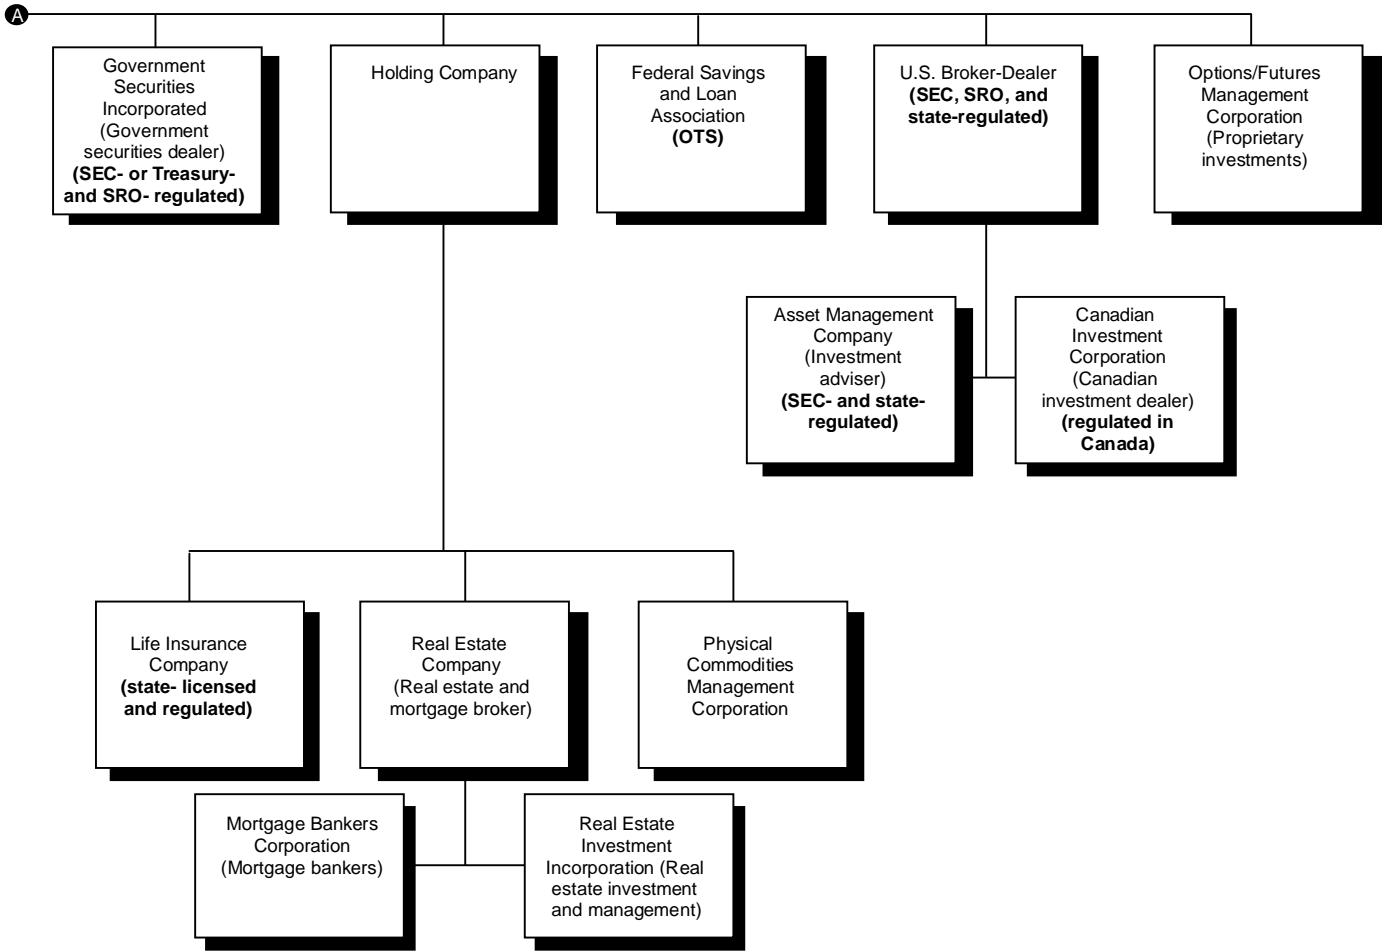 A
Government
Securities
Incorporated
(Government
securities dealer)
(SEC- or Treasury-
and SRO- regulated)
Holding Company
Federal Savings
and Loan
Association
(OTS)
U.S. Broker-Dealer
(SEC, SRO, and
state-regulated)
Options/Futures
Management
Corporation
(Proprietary
investments)
Asset Management
Company
(Investment
adviser)
(SEC- and state-
regulated)
Canadian
Investment
Corporation
(Canadian
investment dealer)
(regulated in
Canada)
Life Insurance
Company
(state- licensed
and regulated)
Real Estate
Company
(Real estate and
mortgage broker)
Physical
Commodities
Management
Corporation
Mortgage Bankers
Corporation
(Mortgage bankers)
Real Estate
Investment
Incorporation (Real
estate investment
and management)